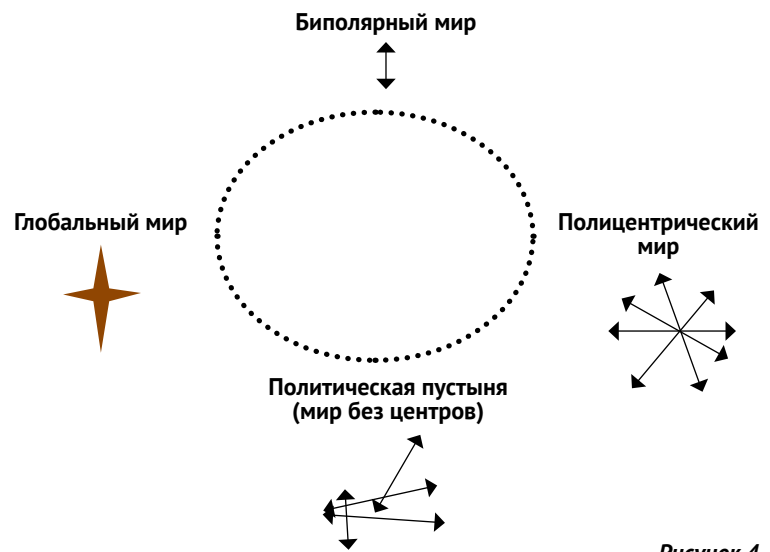 Биполярный мир
Глобальный мир
Полицентрический
мир
Политическая пустыня
(мир без центров)
Рисунок 4